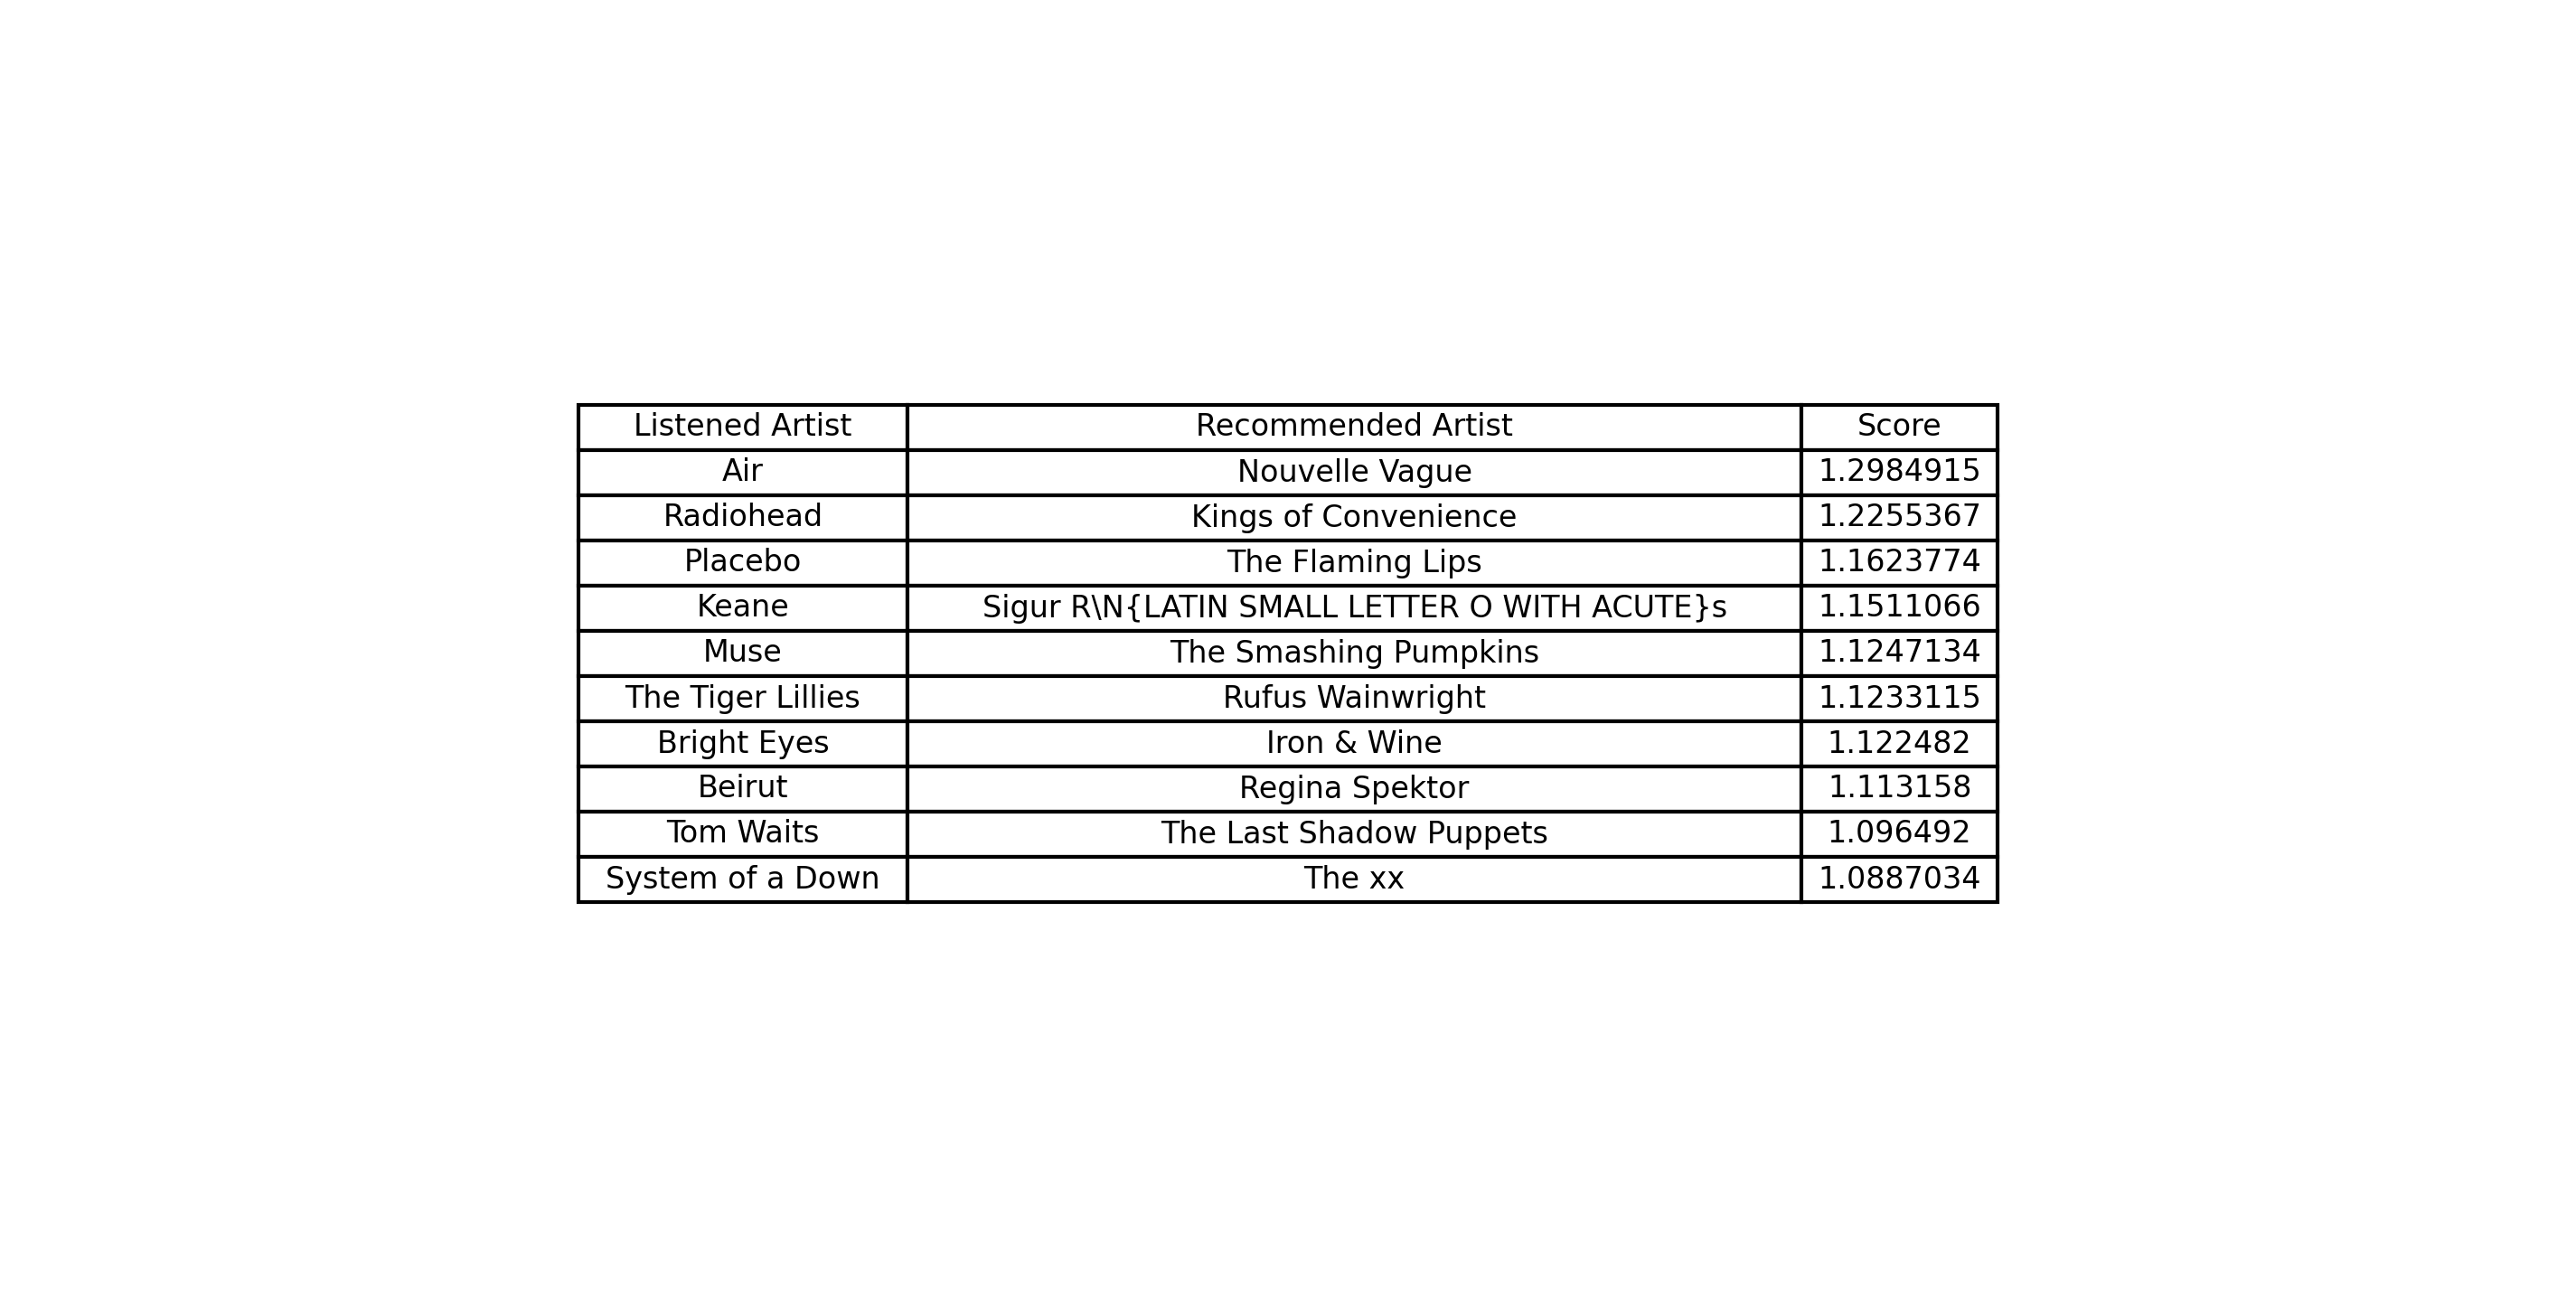 Listened Artist Recommended Artist Score
Air Nouvelle Vague 1.2984915
Radiohead Kings of Convenience 1.2255367
Placebo The Flaming Lips 1.1623774
Keane Sigur R\N{LATIN SMALL LETTER O WITH ACUTE}s 1.1511066
Muse The Smashing Pumpkins 1.1247134
The Tiger Lillies Rufus Wainwright 1.1233115
Bright Eyes Iron & Wine 1.122482
Beirut Regina Spektor 1.113158
Tom Waits The Last Shadow Puppets 1.096492
System of a Down The xx 1.0887034